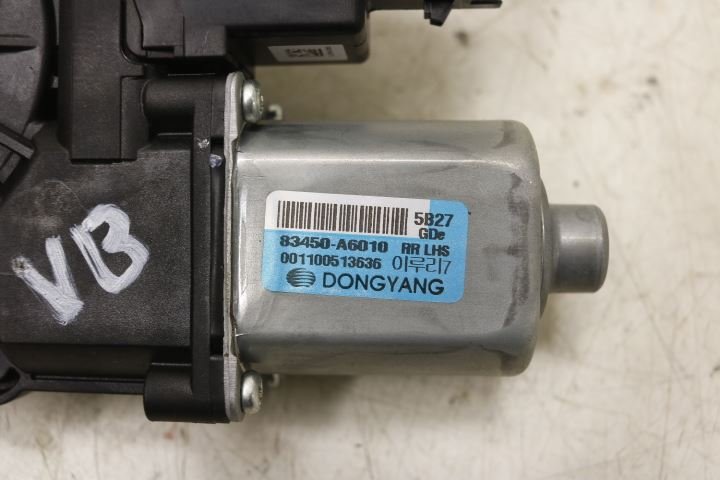 5B27
GDe
83450-A6010 RR LHS
001100513636 이루리7
DONGYANG
VB